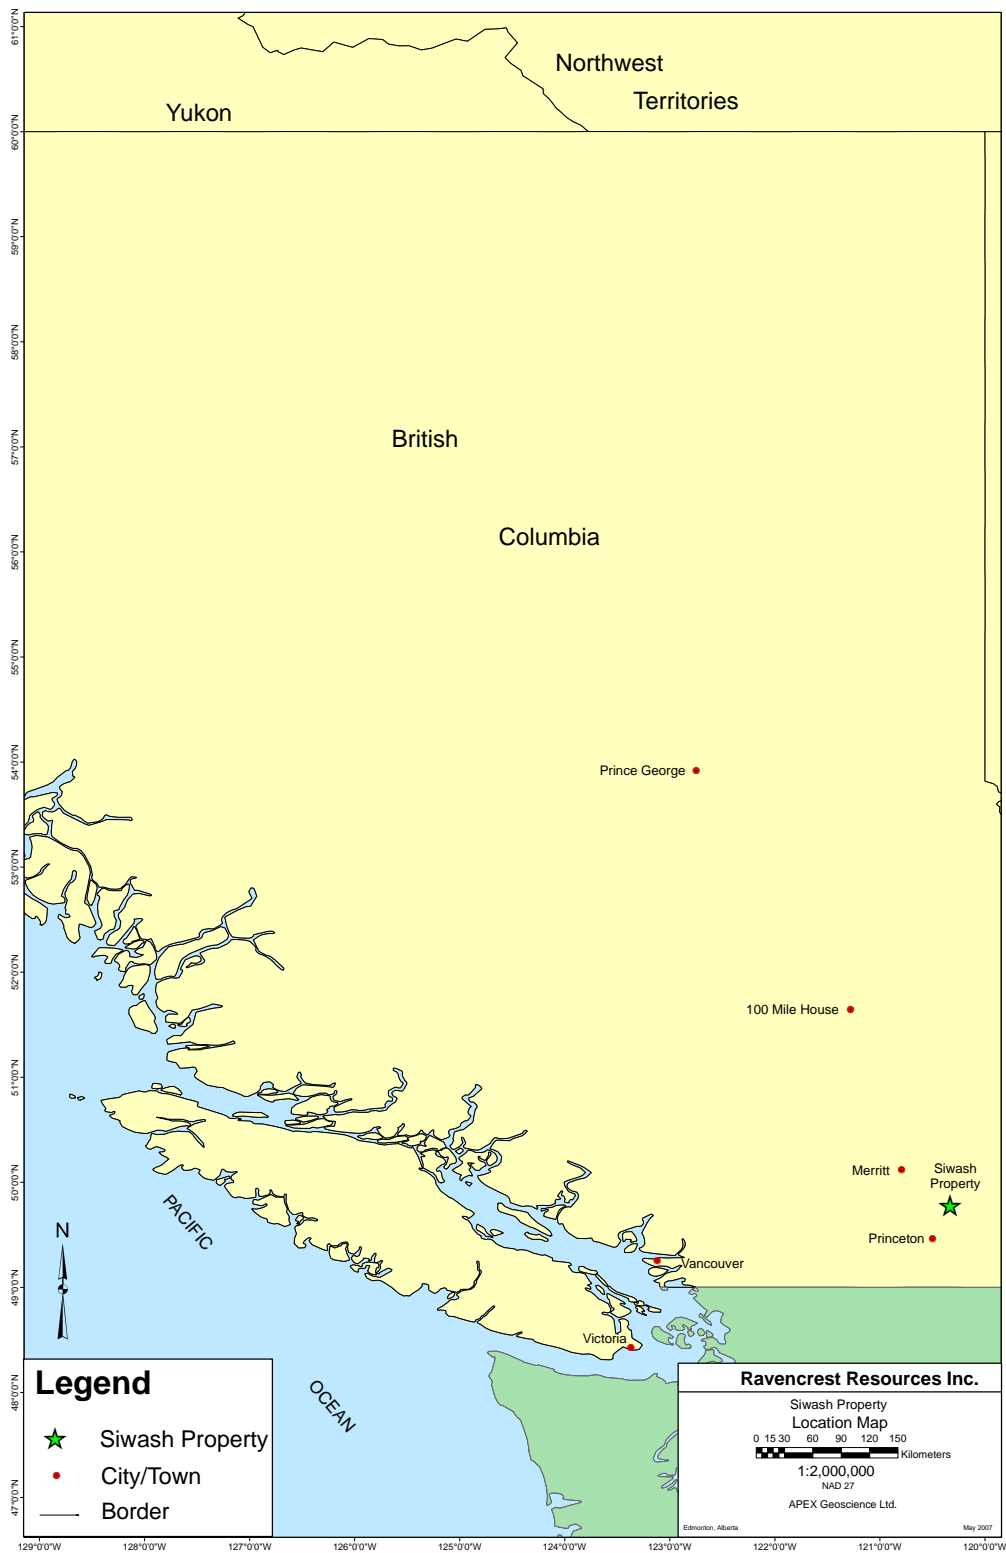 Northwest
Territories
Yukon
British
Columbia
Prince George
100 Mile House
Merritt
Siwash
Property
Princeton
Vancouver
Victoria
PACIFIC
OCEAN
N
61°0'0"N
60°0'0"N
59°0'0"N
58°0'0"N
57°0'0"N
56°0'0"N
55°0'0"N
54°0'0"N
53°0'0"N
52°0'0"N
51°0'0"N
50°0'0"N
49°0'0"N
48°0'0"N
47°0'0"N
Legend
Siwash Property
City/Town
Border
Ravencrest Resources Inc.
Siwash Property
Location Map
0 15 30 60 90 120 150
Kilometers
1:2,000,000
NAD 27
APEX Geoscience Ltd.
Edmonton, Alberta May 2007
129°0'0"W 128°0'0"W 127°0'0"W 126°0'0"W 125°0'0"W 124°0'0"W 123°0'0"W 122°0'0"W 121°0'0"W 120°0'0"W